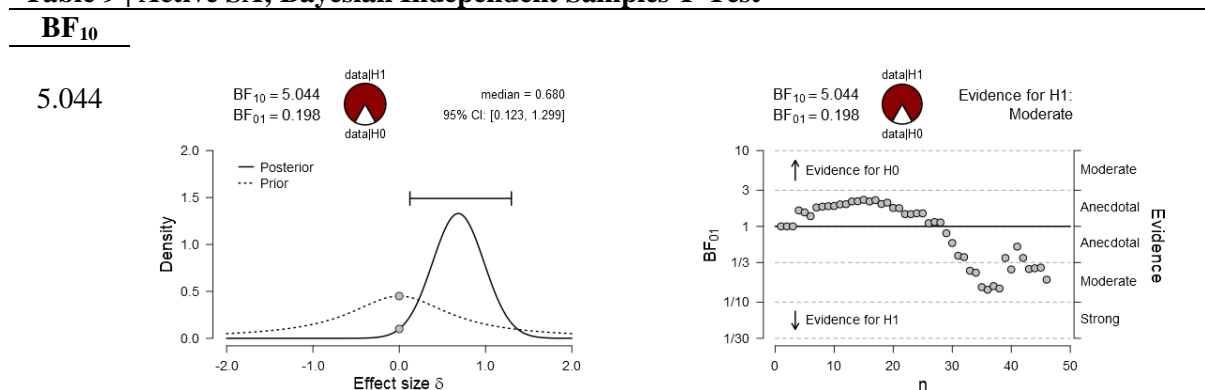 Table 9 | Active SA, Bayesian Independent Samples T-Test
BF10
5.044
data|H1
BF10 = 5.044
BF01 = 0.198
data|H0
median = 0.680
95% CI: [0.123, 1.299]
Posterior
Prior
2.0
1.5
1.0
0.5
0.0
Density
-2.0 -1.0 0.0 1.0 2.0
Effect size δ
data|H1
BF10 = 5.044
BF01 = 0.198
data|H0
Evidence for H1:
Moderate
10
3
1
1/3
1/10
1/30
BF01
Evidence for H0
Evidence for H1
Moderate
Anecdotal
Anecdotal
Moderate
Strong
Evidence
0 10 20 30 40 50
n